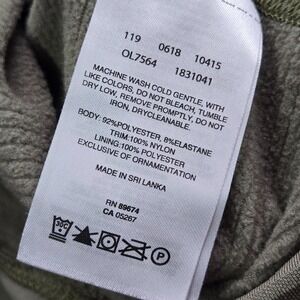 119 0618 10415
OL7564 1831041
MACHINE WASH COLD GENTLE, WITH
LIKE COLORS, DO NOT BLEACH, TUMBLE
DRY LOW, REMOVE PROMPTLY, DO NOT
IRON, DRYCLEANABLE.
BODY: 92%POLYESTER, 8%ELASTANE
TRIM:100% NYLON
LINING:100% POLYESTER
EXCLUSIVE OF ORNAMENTATION
MADE IN SRI LANKA
RN 89674
CA 05267
30C
P